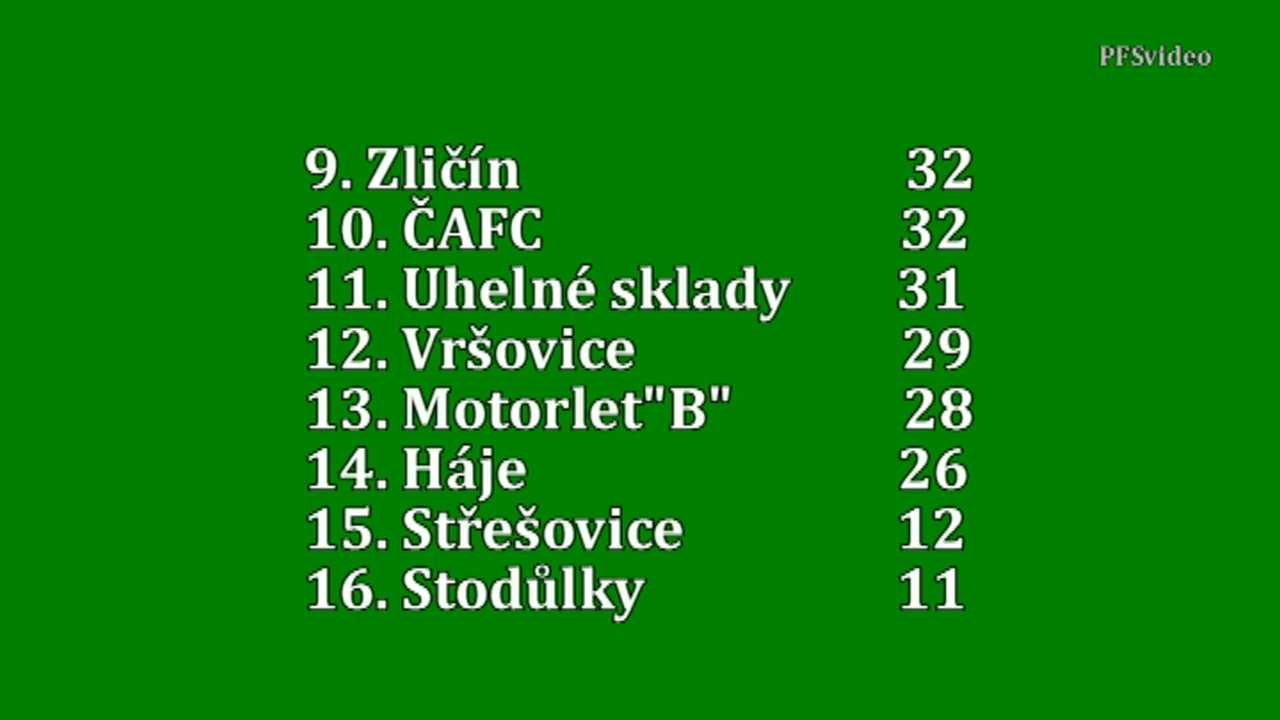 PFSvideo
9. Zličín 32
10. ČAFC 32
11. Uhelné sklady 31
12. Vršovice 29
13. Motorlet"B" 28
14. Háje 26
15. Střešovice 12
16. Stodůlky 11